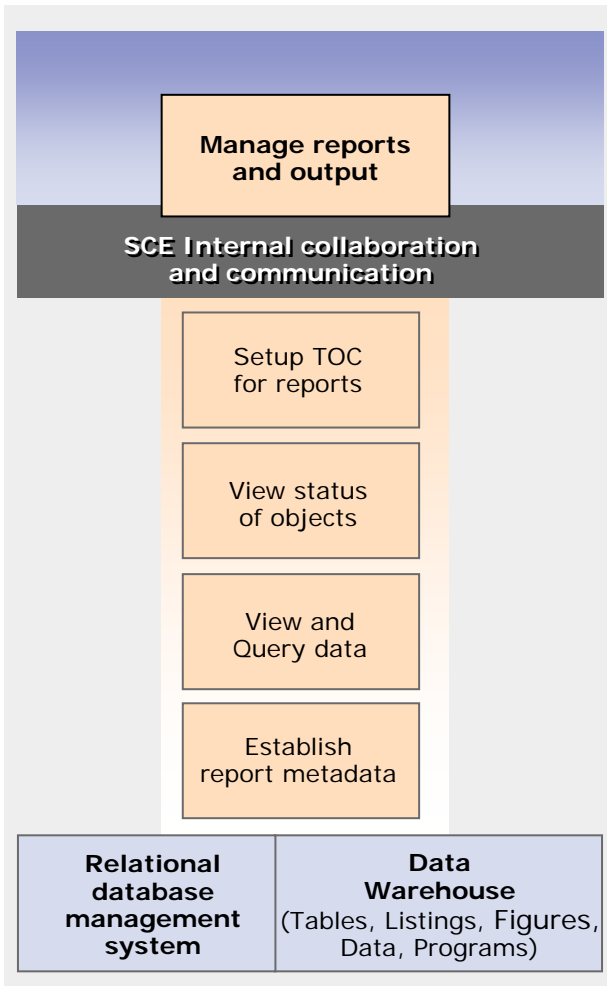 Manage reports
and output
SCE Internal collaboration
and communication
Setup TOC
for reports
View status
of objects
View and
Query data
Establish
report metadata
Relational
database
management
system
Data
Warehouse
(Tables, Listings, Figures,
Data, Programs)